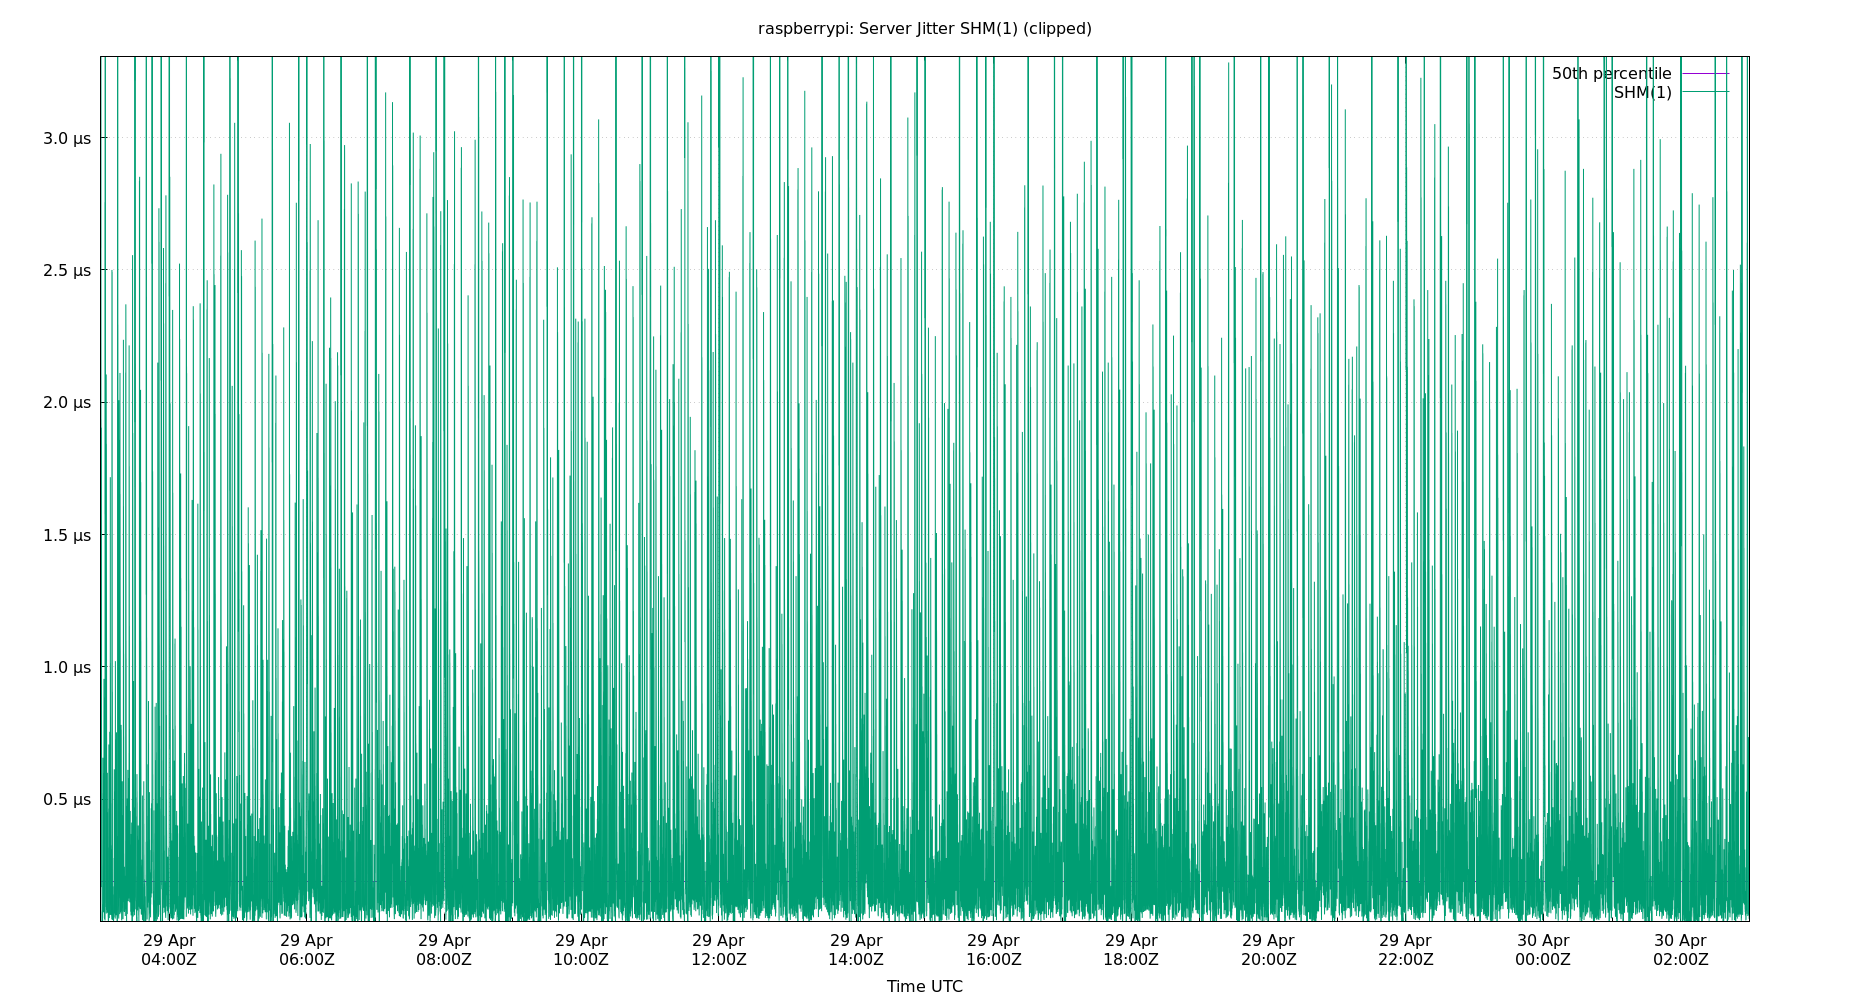 raspberrypi: Server Jitter SHM(1) (clipped)
50th percentile
SHM(1)
3.0 µs
2.5 µs
2.0 µs
1.5 µs
1.0 µs
0.5 µs
29 Apr 29 Apr 29 Apr 29 Apr 29 Apr 29 Apr 29 Apr 29 Apr 29 Apr 29 Apr 30 Apr 30 Apr
04:00Z 06:00Z 08:00Z 10:00Z 12:00Z 14:00Z 16:00Z 18:00Z 20:00Z 22:00Z 00:00Z 02:00Z
Time UTC